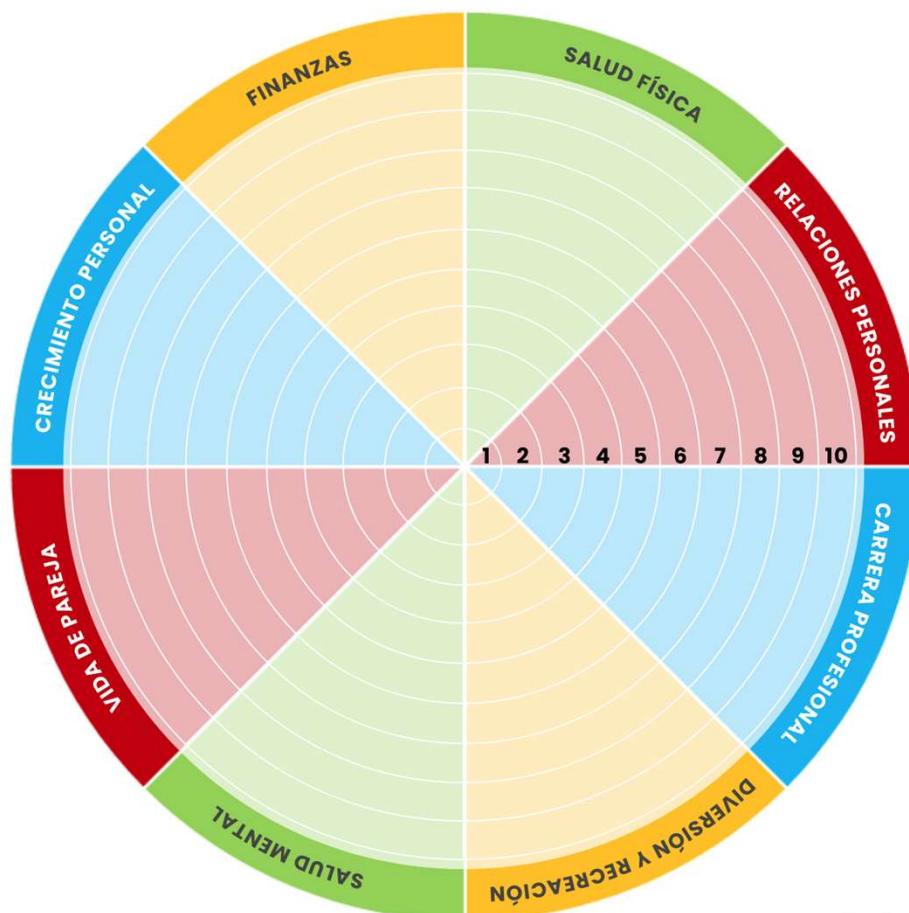 FINANZAS
SALUD FÍSICA
RELACIONES PERSONALES
CARRERA PROFESIONAL
DIVERSIÓN Y RECREACIÓN
SALUD MENTAL
VIDA DE PAREJA
CRECIMIENTO PERSONAL
1 2 3 4 5 6 7 8 9 10